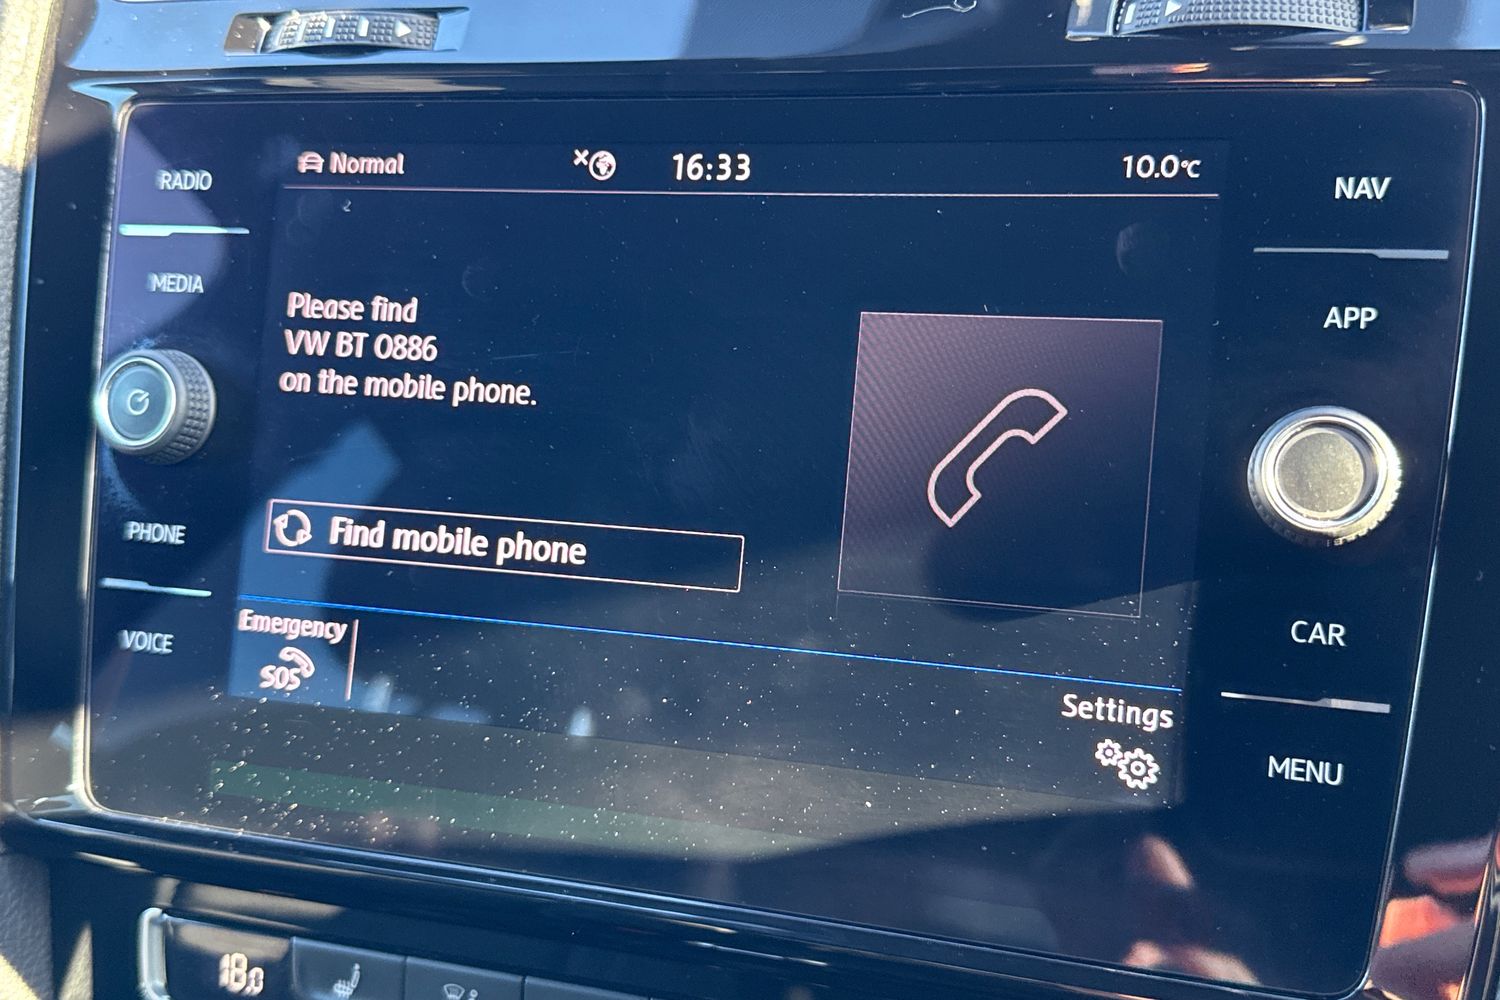 Normal
16:33
10.0°C
RADIO
MEDIA
PHONE
VOICE
Please find
VW BT 0886
on the mobile phone.
Find mobile phone
Emergency
SOS
Settings
NAV
APP
CAR
MENU
18.0